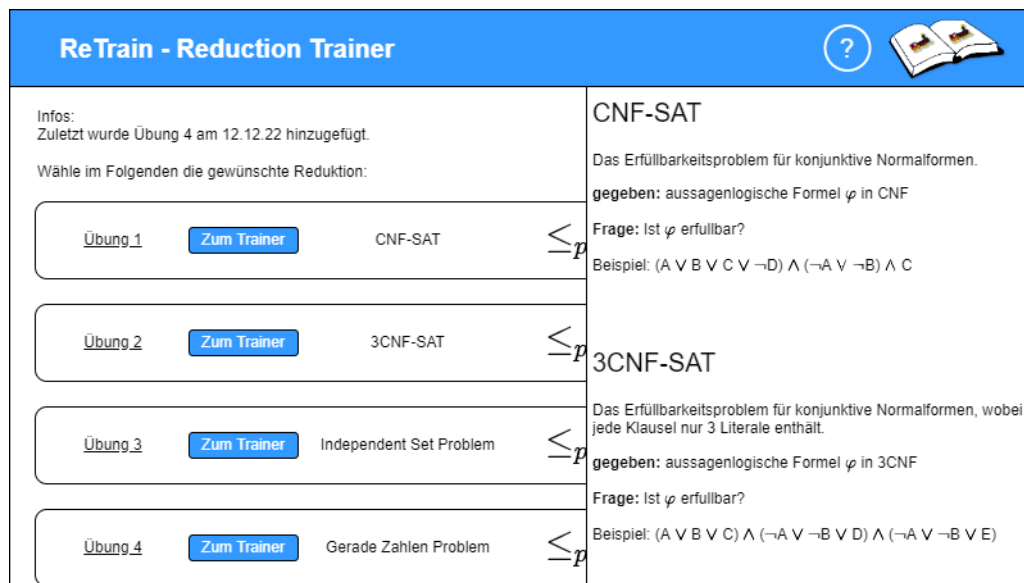 ReTrain - Reduction Trainer
?
Infos:
Zuletzt wurde Übung 4 am 12.12.22 hinzugefügt.
Wähle im Folgenden die gewünschte Reduktion:
Übung 1 Zum Trainer CNF-SAT ≤p
Übung 2 Zum Trainer 3CNF-SAT ≤p
Übung 3 Zum Trainer Independent Set Problem ≤p
Übung 4 Zum Trainer Gerade Zahlen Problem ≤p
CNF-SAT
Das Erfüllbarkeitsproblem für konjunktive Normalformen.
gegeben: aussagenlogische Formel φ in CNF
Frage: Ist φ erfullbar?
Beispiel: (A ∨ B ∨ C ∨ ¬D) ∧ (¬A ∨ ¬B) ∧ C
3CNF-SAT
Das Erfüllbarkeitsproblem für konjunktive Normalformen, wobei
jede Klausel nur 3 Literale enthält.
gegeben: aussagenlogische Formel φ in 3CNF
Frage: Ist φ erfullbar?
Beispiel: (A ∨ B ∨ C) ∧ (¬A ∨ ¬B ∨ D) ∧ (¬A ∨ ¬B ∨ E)